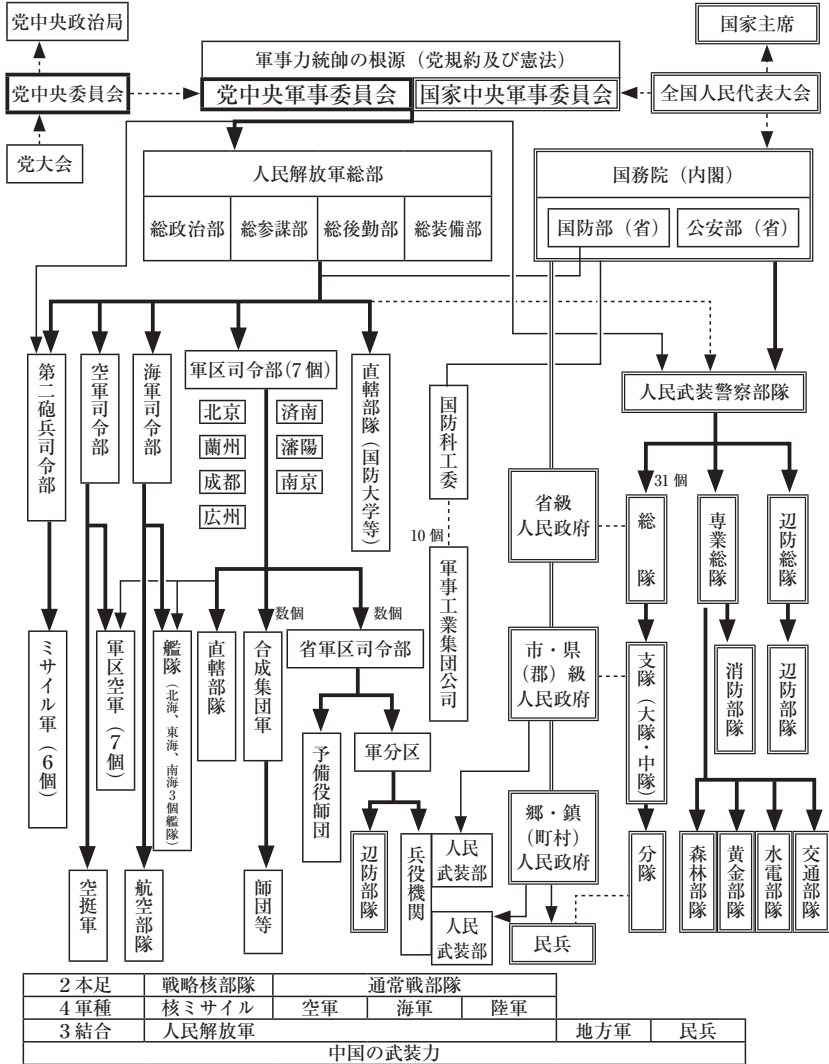 党中央政治局
国家主席
軍事力統帥の根源（党規約及び憲法）
党中央委員会
党中央軍事委員会
国家中央軍事委員会
全国人民代表大会
党大会
人民解放軍総部
国務院（内閣）
総政治部
総参謀部
総後勤部
総装備部
国防部（省）
公安部（省）
第二砲兵司令部
空軍司令部
海軍司令部
軍区司令部(７個)
北京
済南
蘭州
瀋陽
成都
南京
広州
直轄部隊（国防大学等）
国防科工委
人民武装警察部隊
省級
人民政府
31個
総隊
専業総隊
辺防総隊
10個
軍事工業集団公司
ミサイル軍（６個）
軍区空軍（７個）
艦隊（北海、東海、南海３個艦隊）
直轄部隊
数個
合成集団軍
数個
省軍区司令部
市・県
（郡）級
人民政府
支隊（大隊・中隊）
消防部隊
辺防部隊
予備役師団
軍分区
郷・鎮
（町村）
人民政府
空挺軍
航空部隊
師団等
辺防部隊
兵役機関
人民
武装部
人民
武装部
民兵
分隊
森林部隊
黄金部隊
水電部隊
交通部隊
２本足 戦略核部隊 通常戦部隊
４軍種 核ミサイル 空軍 海軍 陸軍
３結合 人民解放軍 地方軍 民兵
中国の武装力